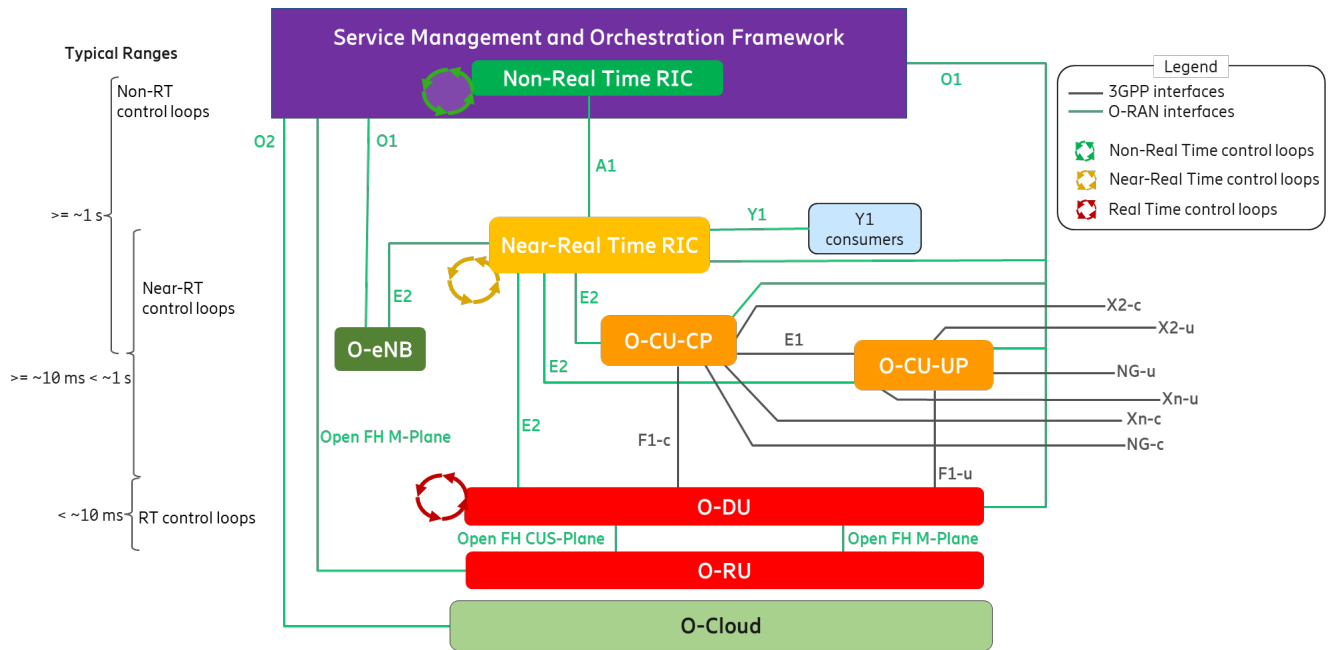 Service Management and Orchestration Framework
Typical Ranges
Non-Real Time RIC
Non-RT
control loops
O1
Legend
3GPP interfaces
O-RAN interfaces
Non-Real Time control loops
Near-Real Time control loops
Real Time control loops
O2
O1
A1
>= ~1 s
Y1
Y1
consumers
Near-Real Time RIC
Near-RT
control loops
E2
E2
X2-c
X2-u
O-eNB
O-CU-CP
E1
O-CU-UP
E2
NG-u
>= ~10 ms < ~1 s
Xn-u
Xn-c
E2
Open FH M-Plane
F1-c
NG-c
F1-u
< ~10 ms
RT control loops
O-DU
Open FH CUS-Plane
Open FH M-Plane
O-RU
O-Cloud